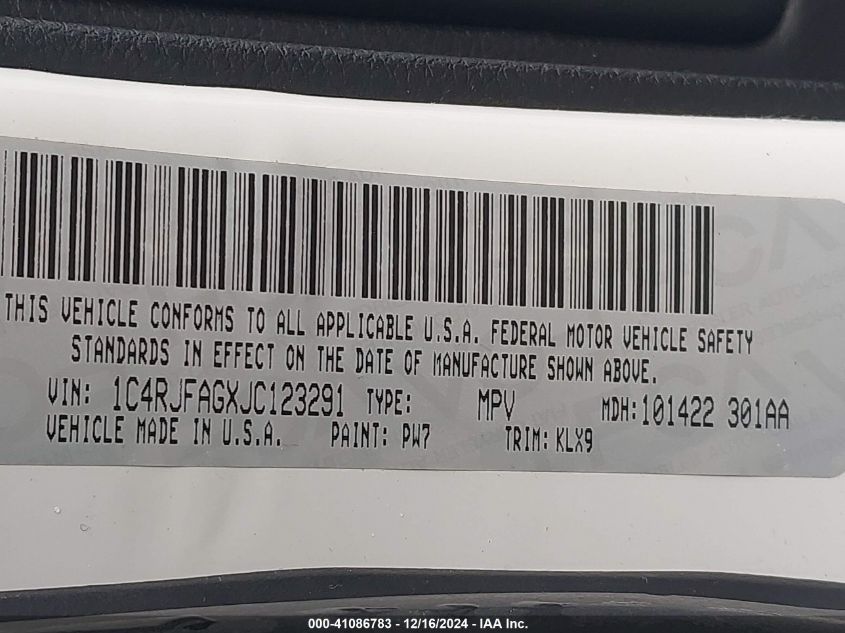 THIS VEHICLE CONFORMS TO ALL APPLICABLE U.S.A. FEDERAL MOTOR VEHICLE SAFETY
STANDARDS IN EFFECT ON THE DATE OF MANUFACTURE SHOWN ABOVE.
VIN: 1C4RJFAGXJC123291 TYPE: MPV MDH: 101422 301AA
VEHICLE MADE IN U.S.A. PAINT: PW7 TRIM: KLX9
000-41086783 - 12/16/2024 - IAA Inc.